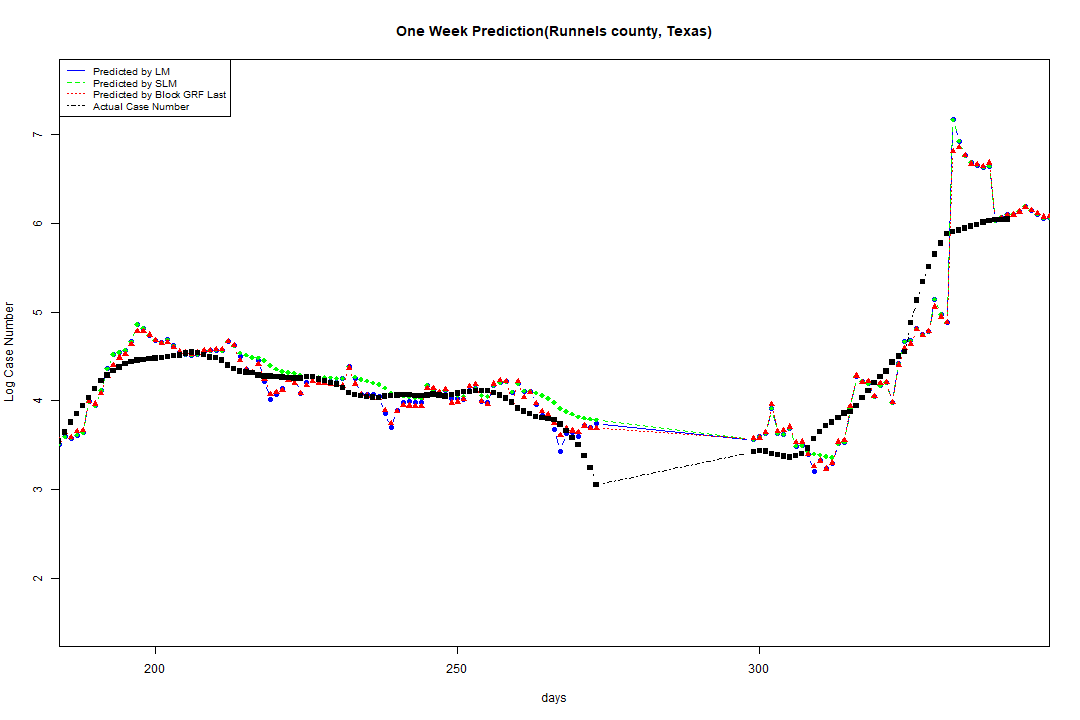 One Week Prediction(Runnels county, Texas)
Predicted by LM
Predicted by SLM
Predicted by Block GRF Last
Actual Case Number
Log Case Number
7
6
5
4
3
2
200 250 300
days